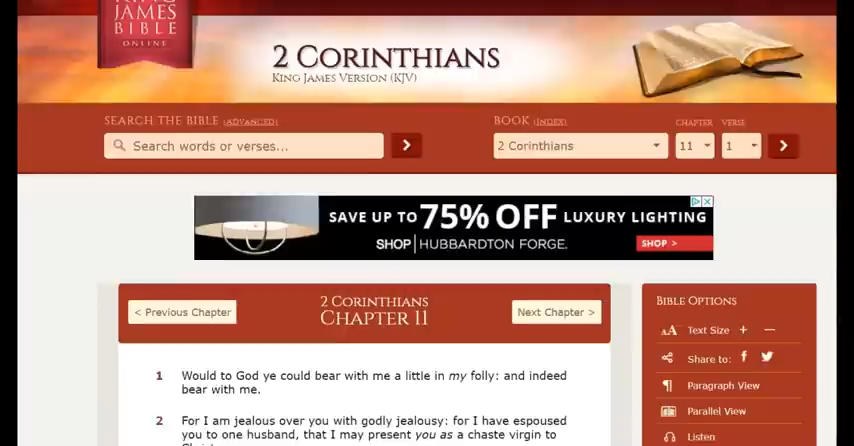 KING
JAMES
BIBLE
ONLINE
2 CORINTHIANS
KING JAMES VERSION (KJV)
SEARCH THE BIBLE (ADVANCED)
Search words or verses...
>
BOOK (INDEX)
CHAPTER
VERSE
2 Corinthians
11
1
>
SAVE UP TO 75% OFF LUXURY LIGHTING
SHOP | HUBBARDTON FORGE.
SHOP >
< Previous Chapter
2 CORINTHIANS
CHAPTER 11
Next Chapter >
1 Would to God ye could bear with me a little in my folly: and indeed
bear with me.
2 For I am jealous over you with godly jealousy: for I have espoused
you to one husband, that I may present you as a chaste virgin to
BIBLE OPTIONS
AA Text Size + —
Share to: f
¶ Paragraph View
Parallel View
Listen